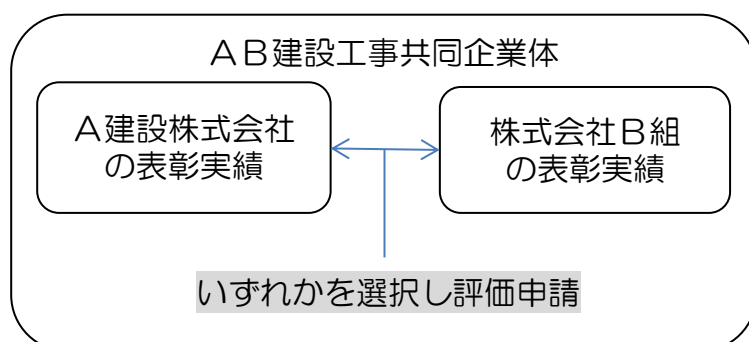 ＡＢ建設工事共同企業体
Ａ建設株式会社
の表彰実績
株式会社Ｂ組
の表彰実績
いずれかを選択し評価申請